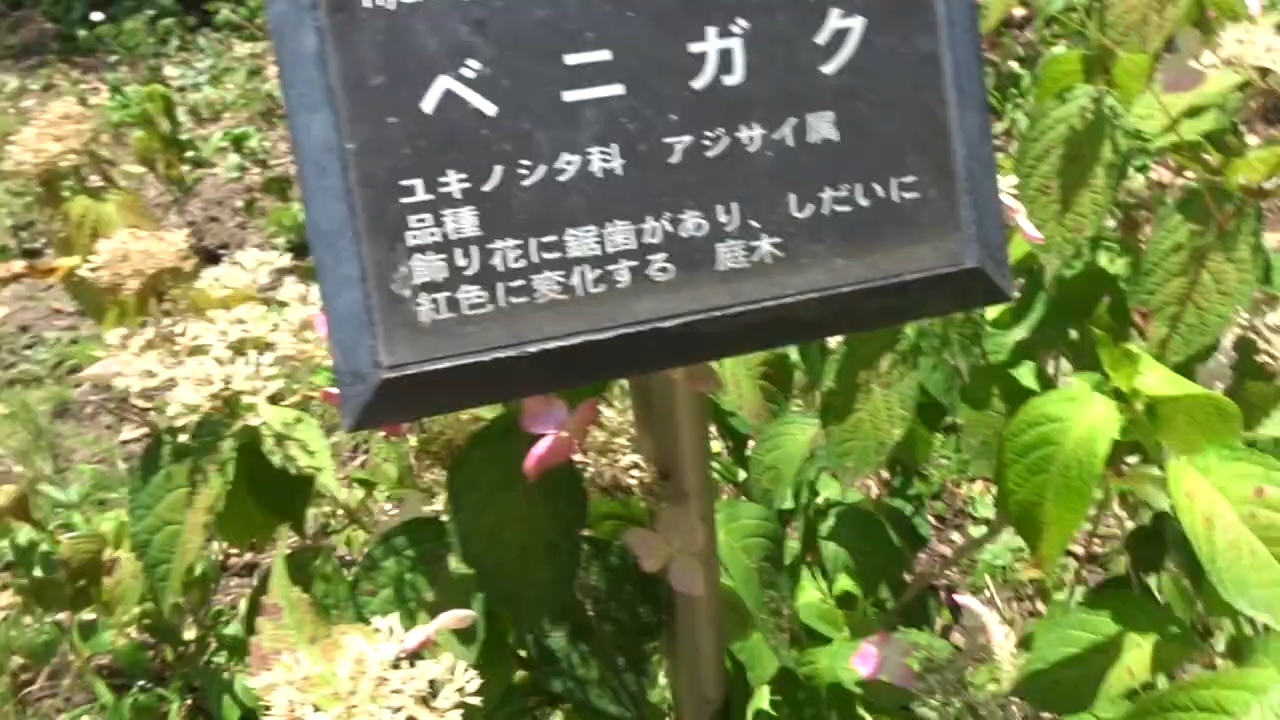 ベニガク
ユキノシタ科　アジサイ属
品種
飾り花に鋸歯があり、しだいに
紅色に変化する　庭木